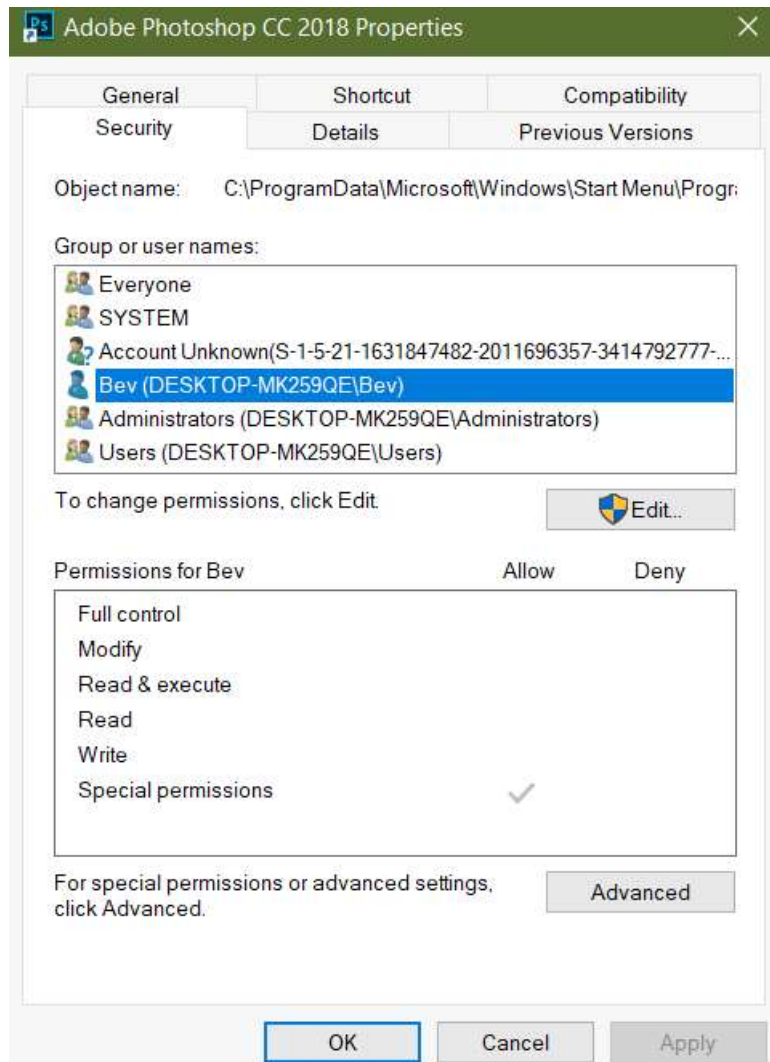 Ps Adobe Photoshop CC 2018 Properties
General Shortcut Compatibility
Security Details Previous Versions
Object name: C:\ProgramData\Microsoft\Windows\Start Menu\Progra
Group or user names:
Everyone
SYSTEM
Account Unknown(S-1-5-21-1631847482-2011696357-3414792777-...
Bev (DESKTOP-MK259QE\Bev)
Administrators (DESKTOP-MK259QE\Administrators)
Users (DESKTOP-MK259QE\Users)
To change permissions, click Edit. Edit...
Permissions for Bev Allow Deny
Full control
Modify
Read & execute
Read
Write
Special permissions
For special permissions or advanced settings, click Advanced. Advanced
OK Cancel Apply